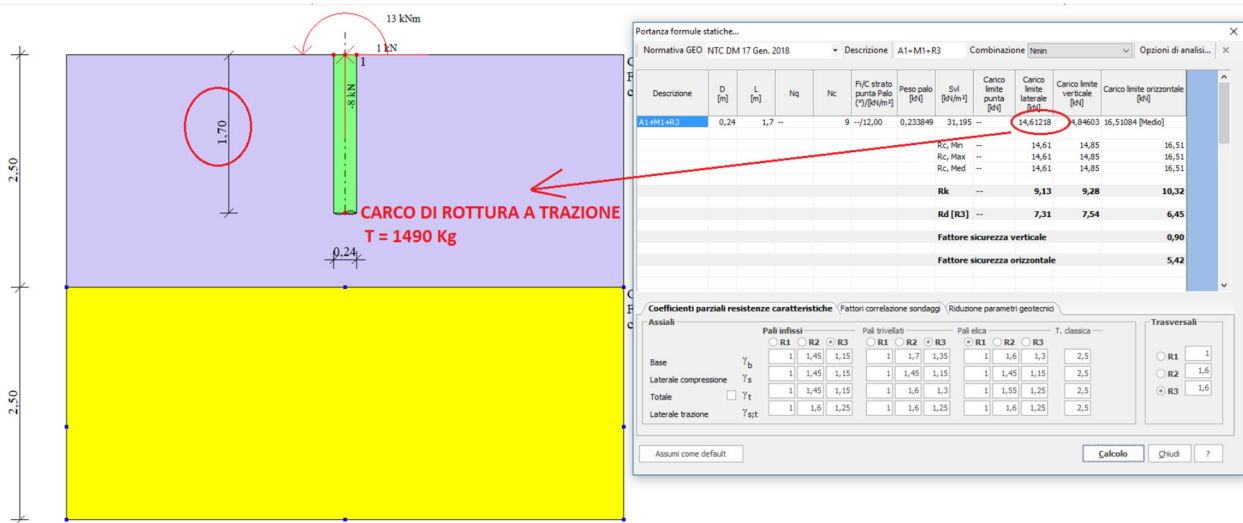 13 kNm
1 kN
1
-8 kN
1,70
2,50
2,50
0,24
CARCO DI ROTTURA A TRAZIONE
T = 1490 Kg
Portanza formule statiche...
Normativa GEO NTC DM 17 Gen. 2018 Descrizione A1+M1+R3 Combinazione Nmin Opzioni di analisi...
Descrizione D [m] L [m] Nq Nc Fi/C strato punta Palo (°)/[kN/m²] Peso palo [kN] Svl [kN/m²] Carico limite punta [kN] Carico limite laterale [kN] Carico limite verticale [kN] Carico limite orizzontale [kN]
A1+M1+R3 0,24 1,7 -- 9 --/12,00 0,233849 31,195 -- 14,61218 4,84603 16,51084 [Medio]
Rc, Min -- 14,61 14,85 16,51
Rc, Max -- 14,61 14,85 16,51
Rc, Med -- 14,61 14,85 16,51
Rk -- 9,13 9,28 10,32
Rd [R3] -- 7,31 7,54 6,45
Fattore sicurezza verticale 0,90
Fattore sicurezza orizzontale 5,42
Coefficienti parziali resistenze caratteristiche Fattori correlazione sondaggi Riduzione parametri geotecnici
Assiali Trasversali
Pali infissi Pali trivellati Pali elica T. classica
R1 R2 R3 R1 R2 R3 R1 R2 R3
Base γb 1 1,45 1,15 1 1,7 1,35 1 1,6 1,3 2,5
Laterale compressione γs 1 1,45 1,15 1 1,45 1,15 1 1,45 1,15 2,5
Totale γt 1 1,45 1,15 1 1,6 1,3 1 1,55 1,25 2,5
Laterale trazione γs;t 1 1,6 1,25 1 1,6 1,25 1 1,6 1,25 2,5
R1 1
R2 1,6
R3 1,6
Assumi come default Calcolo Chiudi ?